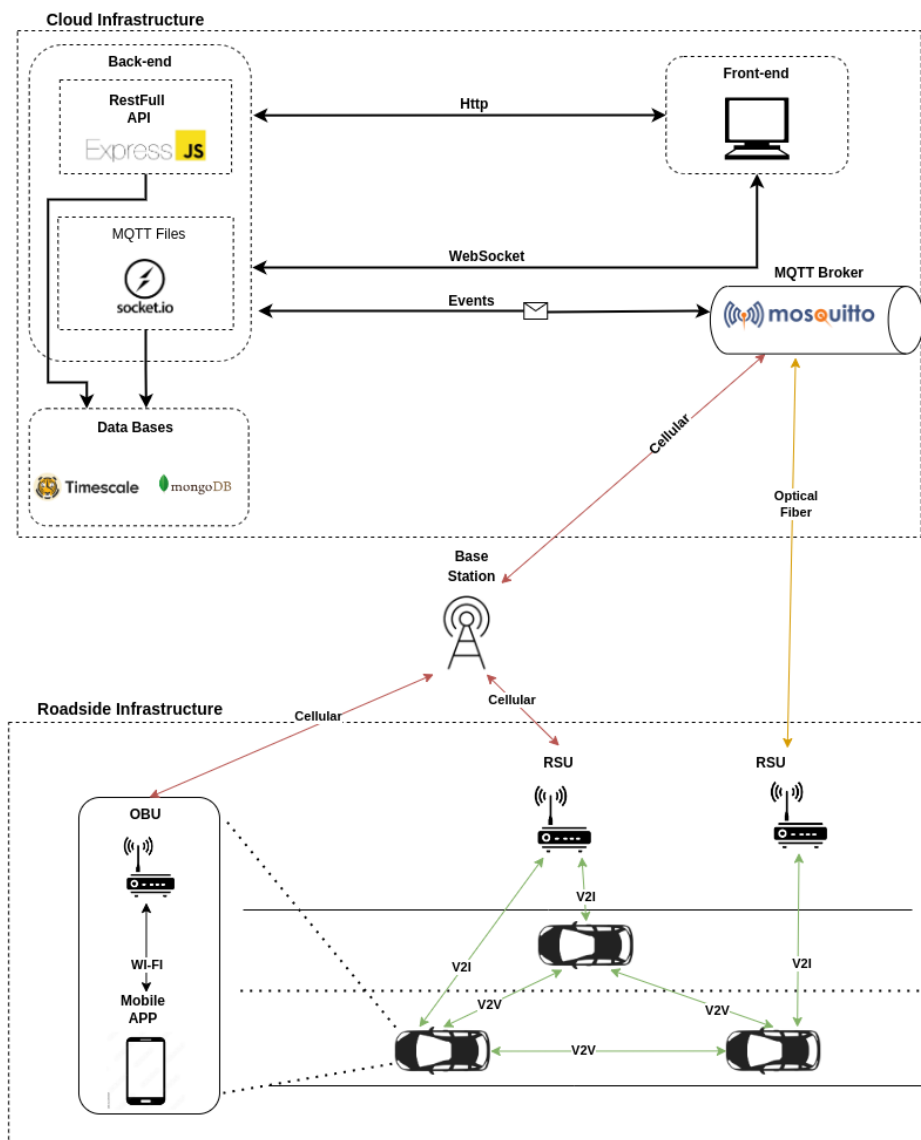 Cloud Infrastructure
Back-end
RestFull
API
Express JS
Http
Front-end
MQTT Files
socket.io
WebSocket
MQTT Broker
Events
mosquitto
Cellular
Data Bases
Timescale
mongoDB
Optical
Fiber
Base
Station
Roadside Infrastructure
Cellular
Cellular
RSU
RSU
OBU
V2I
WI-FI
V2I
V2I
Mobile
APP
V2V
V2V
V2V